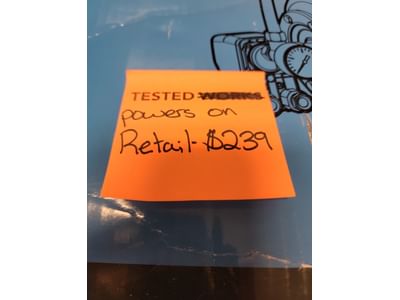 TESTED WORKS
powers on
Retail-$239